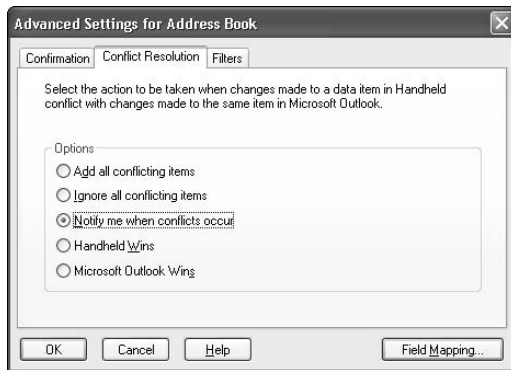 Advanced Settings for Address Book
Confirmation Conflict Resolution Filters
Select the action to be taken when changes made to a data item in Handheld
conflict with changes made to the same item in Microsoft Outlook.
Options
Add all conflicting items
Ignore all conflicting items
Notify me when conflicts occur
Handheld Wins
Microsoft Outlook Wins
OK Cancel Help Field Mapping...